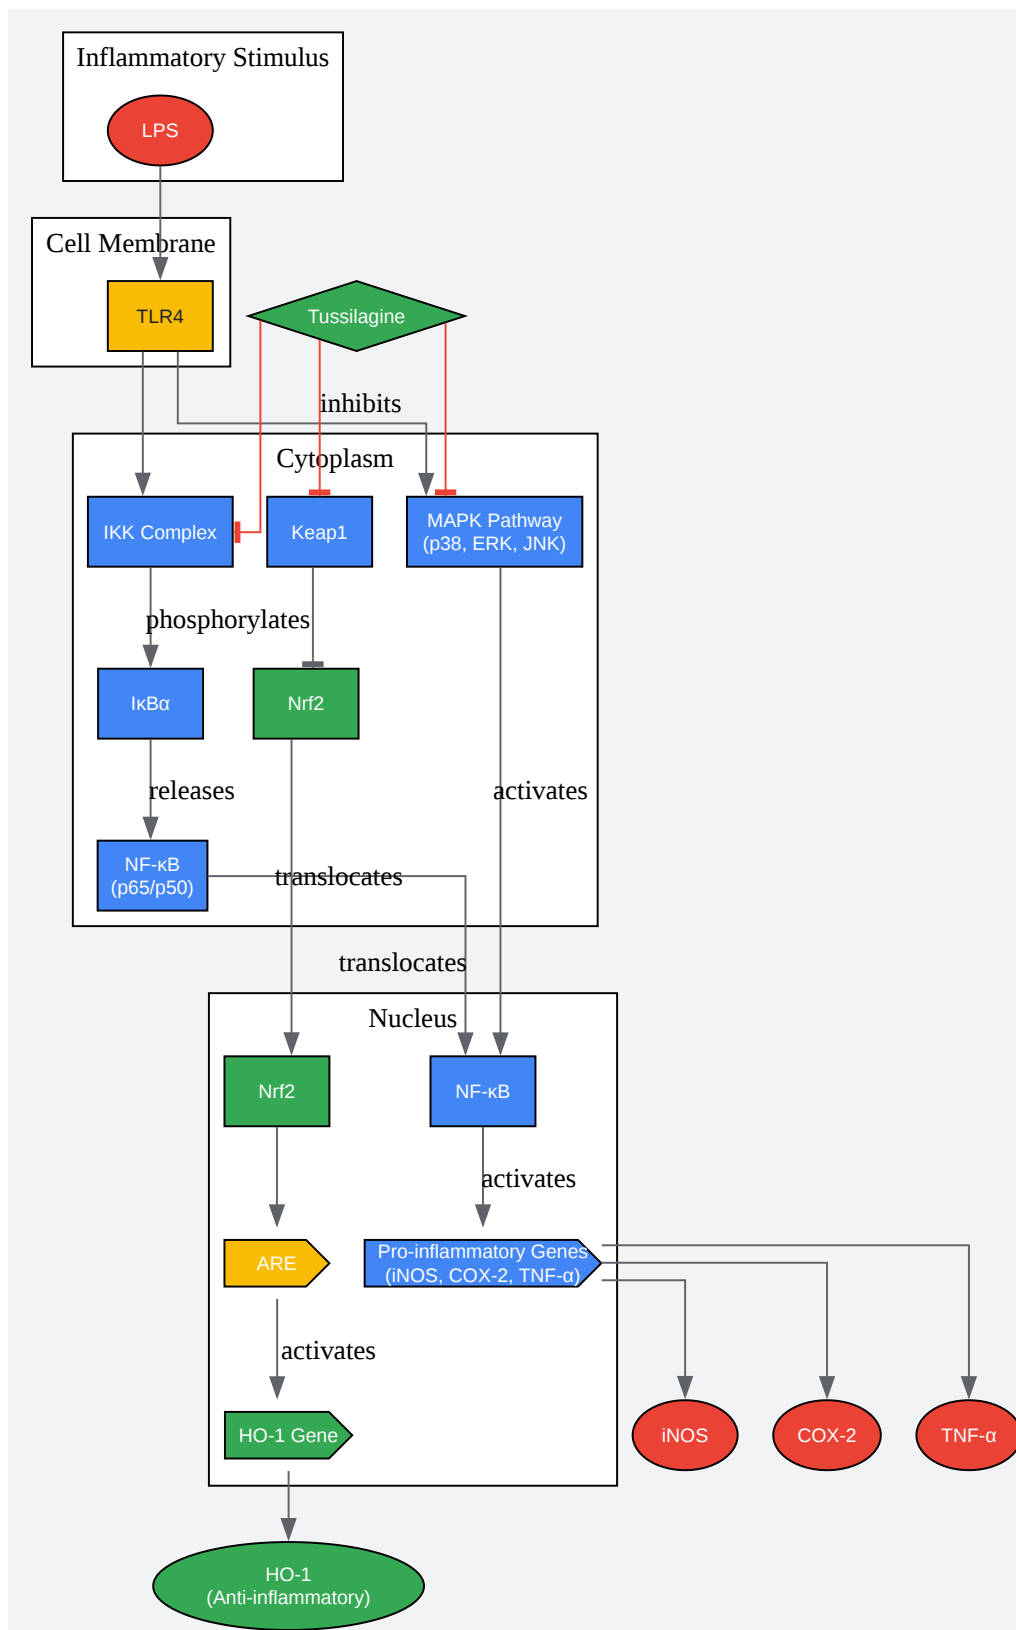 Inflammatory Stimulus
LPS
Cell Membrane
TLR4
Tussilagine
inhibits
Cytoplasm
IKK Complex
Keap1
MAPK Pathway
(p38, ERK, JNK)
phosphorylates
IκBα
Nrf2
releases
activates
NF-κB
(p65/p50)
translocates
translocates
Nucleus
Nrf2
NF-κB
activates
ARE
Pro-inflammatory Genes
(iNOS, COX-2, TNF-α)
activates
HO-1 Gene
iNOS
COX-2
TNF-α
HO-1
(Anti-inflammatory)